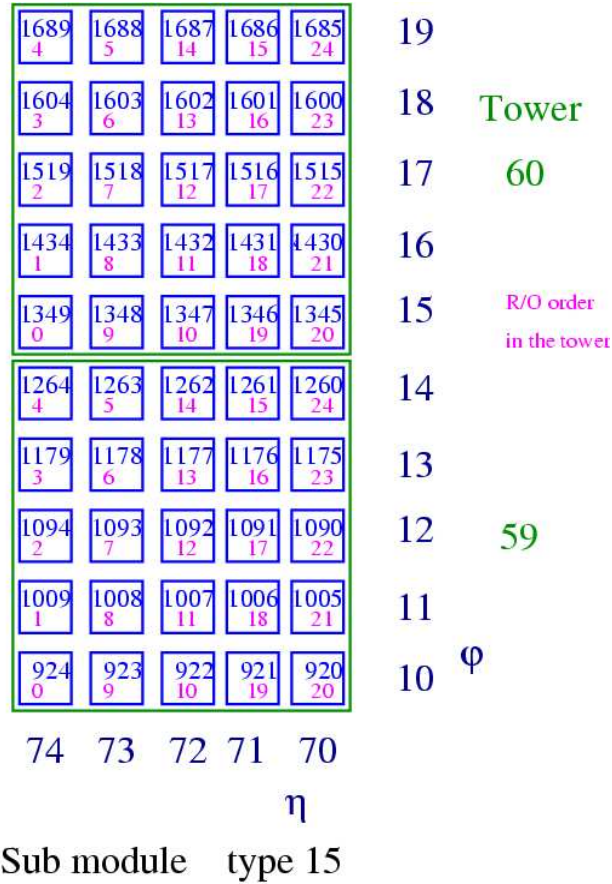 1689 1688 1687 1686 1685 19
4 5 14 15 24
1604 1603 1602 1601 1600 18 Tower
3 6 13 16 23
1519 1518 1517 1516 1515 17 60
2 7 12 17 22
1434 1433 1432 1431 1430 16
1 8 11 18 21
1349 1348 1347 1346 1345 15 R/O order
0 9 10 19 20 in the tower
1264 1263 1262 1261 1260 14
4 5 14 15 24
1179 1178 1177 1176 1175 13
3 6 13 16 23
1094 1093 1092 1091 1090 12 59
2 7 12 17 22
1009 1008 1007 1006 1005 11
1 8 11 18 21
924 923 922 921 920 10 φ
0 9 10 19 20
74 73 72 71 70
η
Sub module type 15